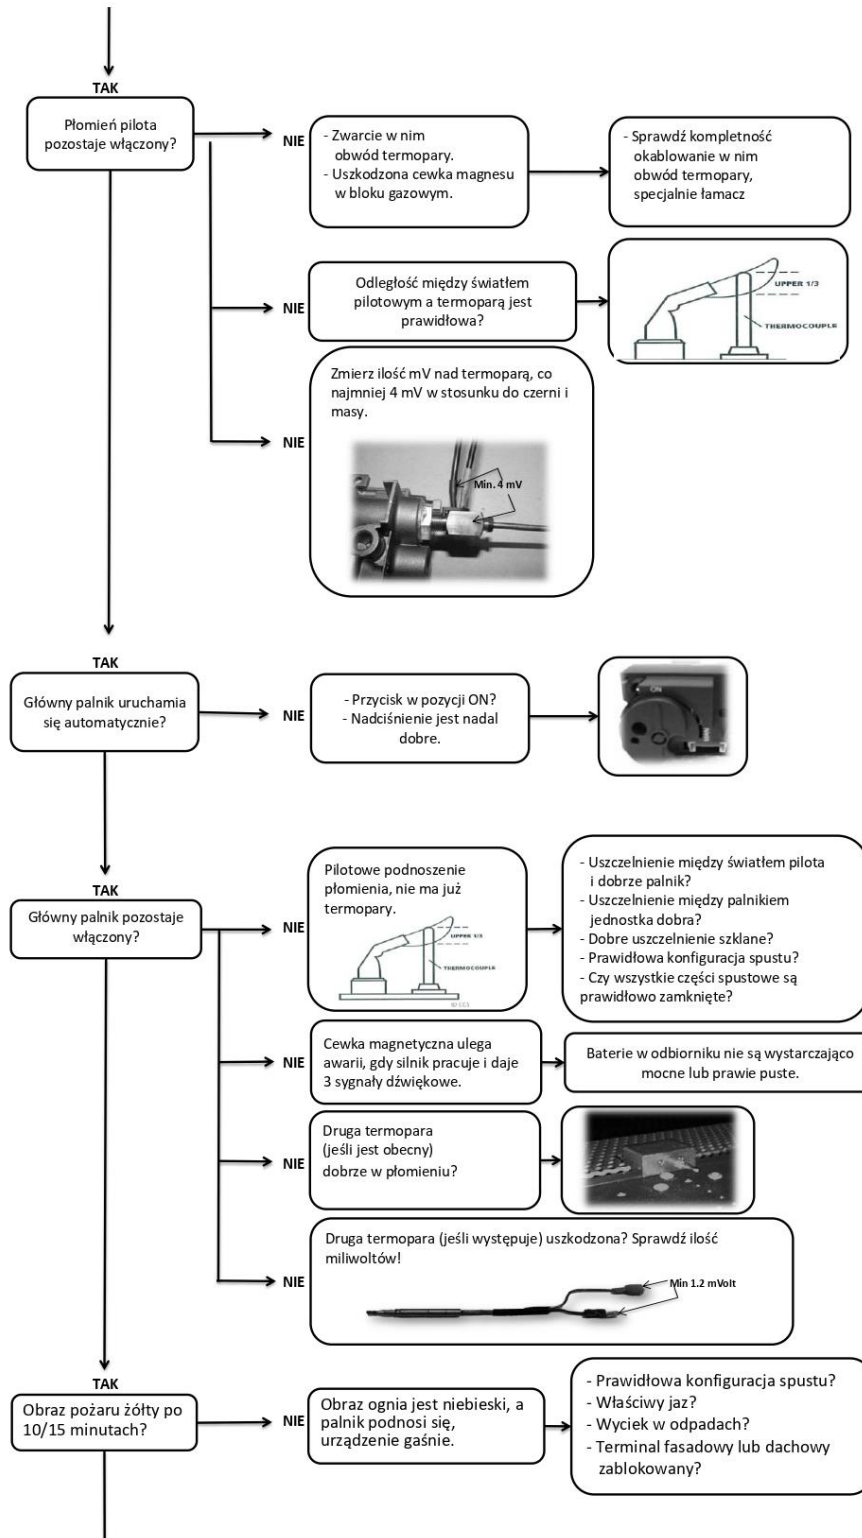 TAK
Płomień pilota
pozostaje włączony?
NIE
- Zwarcie w nim
obwód termopary.
- Uszkodzona cewka magnesu
w bloku gazowym.
- Sprawdź kompletność
okablowanie w nim
obwód termopary,
specjalnie łamacz
NIE
Odległość między światłem
pilotowym a termoparą jest
prawidłowa?
UPPER 1/3
THERMOCOUPLE
NIE
Zmierz ilość mV nad termoparą, co
najmniej 4 mV w stosunku do czerni i
masy.
Min. 4 mV
TAK
Główny palnik uruchamia
się automatycznie?
NIE
- Przycisk w pozycji ON?
- Nadciśnienie jest nadal
dobre.
ON
TAK
Główny palnik pozostaje
włączony?
NIE
Pilotowe podnoszenie
płomienia, nie ma już
termopary.
UPPER 1/3
THERMOCOUPLE
- Uszczelnienie między światłem pilota
i dobrze palnik?
- Uszczelnienie między palnikiem
jednostka dobra?
- Dobre uszczelnienie szklane?
- Prawidłowa konfiguracja spustu?
- Czy wszystkie części spustowe są
prawidłowo zamknięte?
NIE
Cewka magnetyczna ulega
awarii, gdy silnik pracuje i daje
3 sygnały dźwiękowe.
Baterie w odbiorniku nie są wystarczająco
mocne lub prawie puste.
NIE
Druga termopara
(jeśli jest obecny)
dobrze w płomieniu?
NIE
Druga termopara (jeśli występuje) uszkodzona? Sprawdź ilość
miliwoltów!
Min 1.2 mVolt
TAK
Obraz pożaru żółty po
10/15 minutach?
NIE
Obraz ognia jest niebieski, a
palnik podnosi się,
urządzenie gaśnie.
- Prawidłowa konfiguracja spustu?
- Właściwy jaz?
- Wyciek w odpadach?
- Terminal fasadowy lub dachowy
zablokowany?